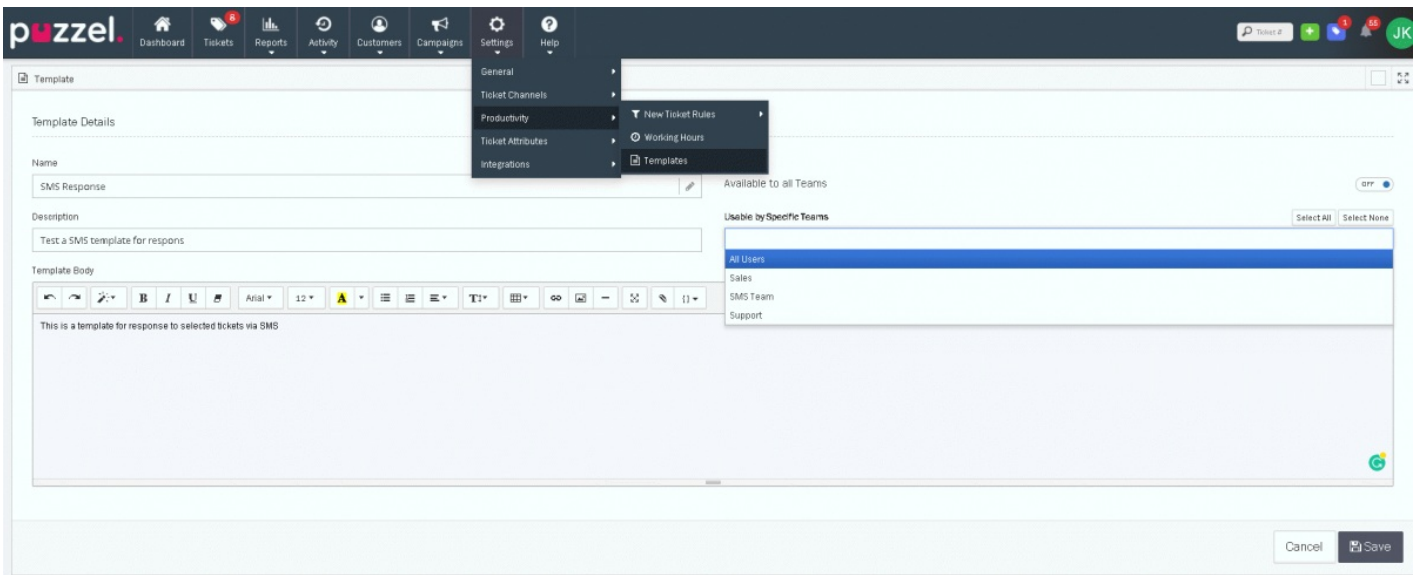 puzzel.
Dashboard
Tickets
8
Reports
Activity
Customers
Campaigns
Settings
Help
Ticket #
1
55
JK
Template
General
Ticket Channels
Productivity
Ticket Attributes
Integrations
New Ticket Rules
Working Hours
Templates
Template Details
Name
SMS Response
Available to all Teams
OFF
Description
Test a SMS template for respons
Usable by Specific Teams
Select All
Select None
All Users
Sales
SMS Team
Support
Template Body
B I U
Arial
12
A
This is a template for response to selected tickets via SMS
Cancel
Save